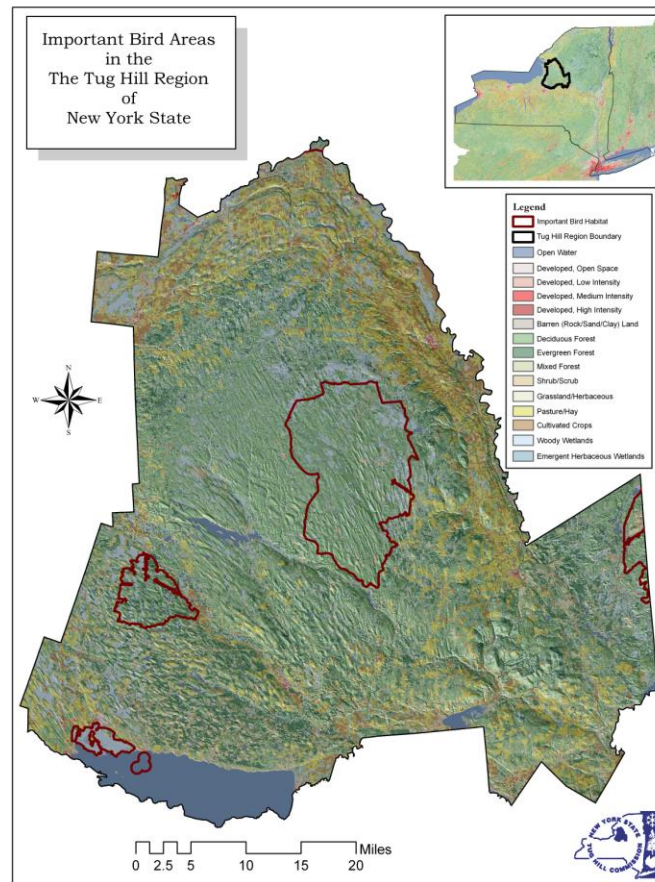 Important Bird Areas
in the
The Tug Hill Region
of
New York State
Legend
Important Bird Habitat
Tug Hill Region Boundary
Open Water
Developed, Open Space
Developed, Low Intensity
Developed, Medium Intensity
Developed, High Intensity
Barren (Rock/Sand/Clay) Land
Deciduous Forest
Evergreen Forest
Mixed Forest
Shrub/Scrub
Grassland/Herbaceous
Pasture/Hay
Cultivated Crops
Woody Wetlands
Emergent Herbaceous Wetlands
N
W E
S
Miles
0 2.5 5 10 15 20
NEW YORK STATE
TUG HILL COMMISSION